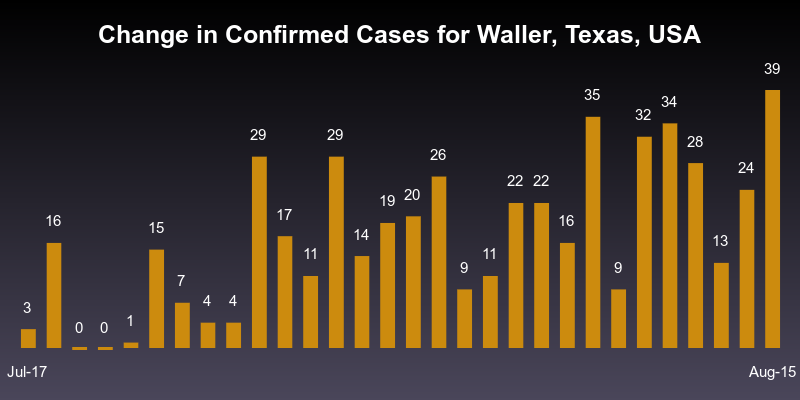 Change in Confirmed Cases for Waller, Texas, USA
3 16 0 0 1 15 7 4 4 29 17 11 29 14 19 20 26 9 11 22 22 16 35 9 32 34 28 13 24 39
Jul-17 Aug-15